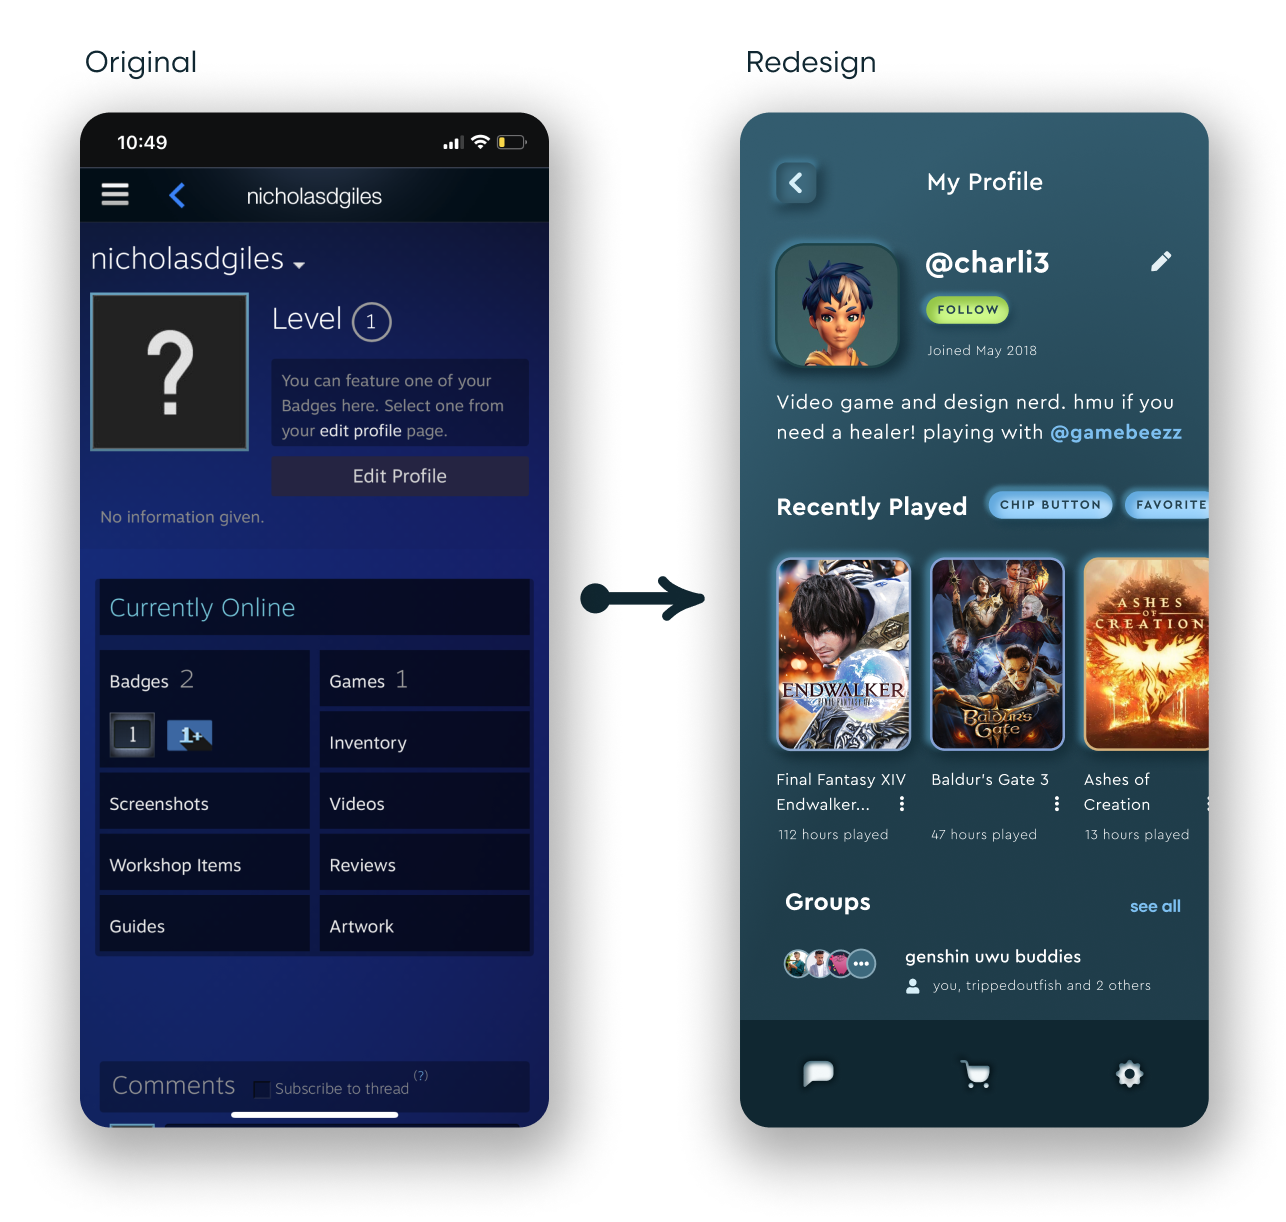 Original
10:49
nicholasdgiles
nicholasdgiles
?
Level 1
You can feature one of your
Badges here. Select one from
your edit profile page.
Edit Profile
No information given.
Currently Online
Badges 2
Games 1
1
1+
Inventory
Screenshots
Videos
Workshop Items
Reviews
Guides
Artwork
Comments
Subscribe to thread (?)
Redesign
My Profile
@charli3
FOLLOW
Joined May 2018
Video game and design nerd. hmu if you
need a healer! playing with @gamebeezz
Recently Played
CHIP BUTTON
FAVORITE
ENDWALKER
FINAL FANTASY XIV
BALDUR'S
GATE
ASHES
OF
CREATION
Final Fantasy XIV
Endwalker...
112 hours played
Baldur's Gate 3
47 hours played
Ashes of
Creation
13 hours played
Groups
see all
genshin uwu buddies
you, trippedoutfish and 2 others